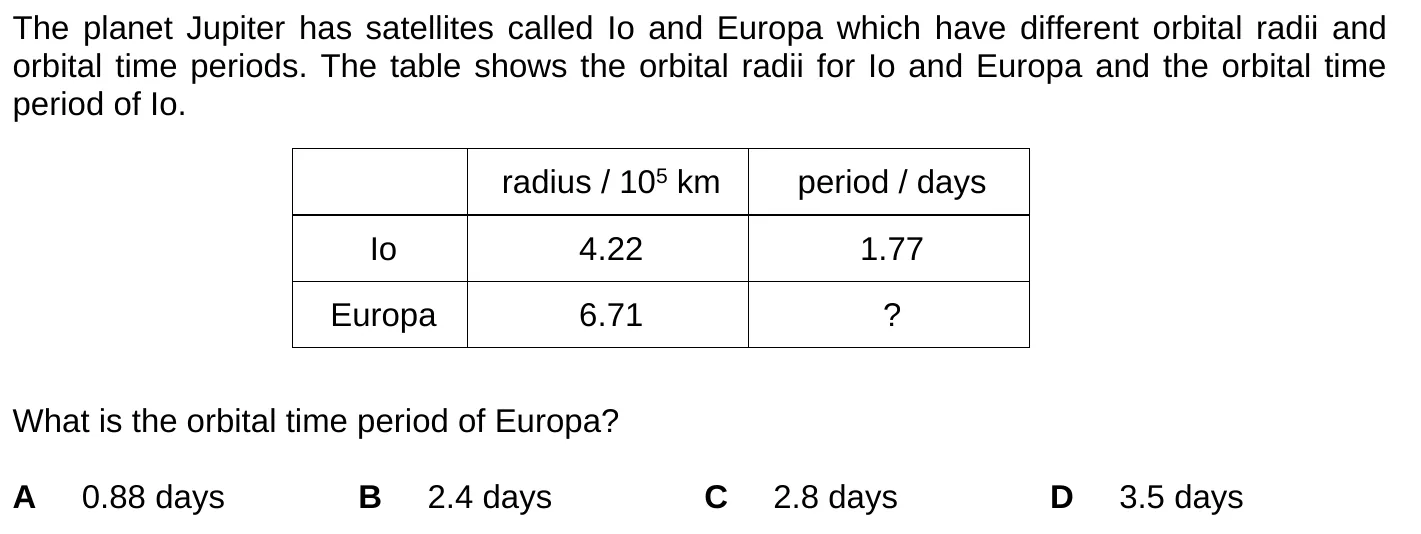 The planet Jupiter has satellites called Io and Europa which have different orbital radii and
orbital time periods. The table shows the orbital radii for Io and Europa and the orbital time
period of Io.
radius / 10⁵ km period / days
Io 4.22 1.77
Europa 6.71 ?
What is the orbital time period of Europa?
A 0.88 days B 2.4 days C 2.8 days D 3.5 days